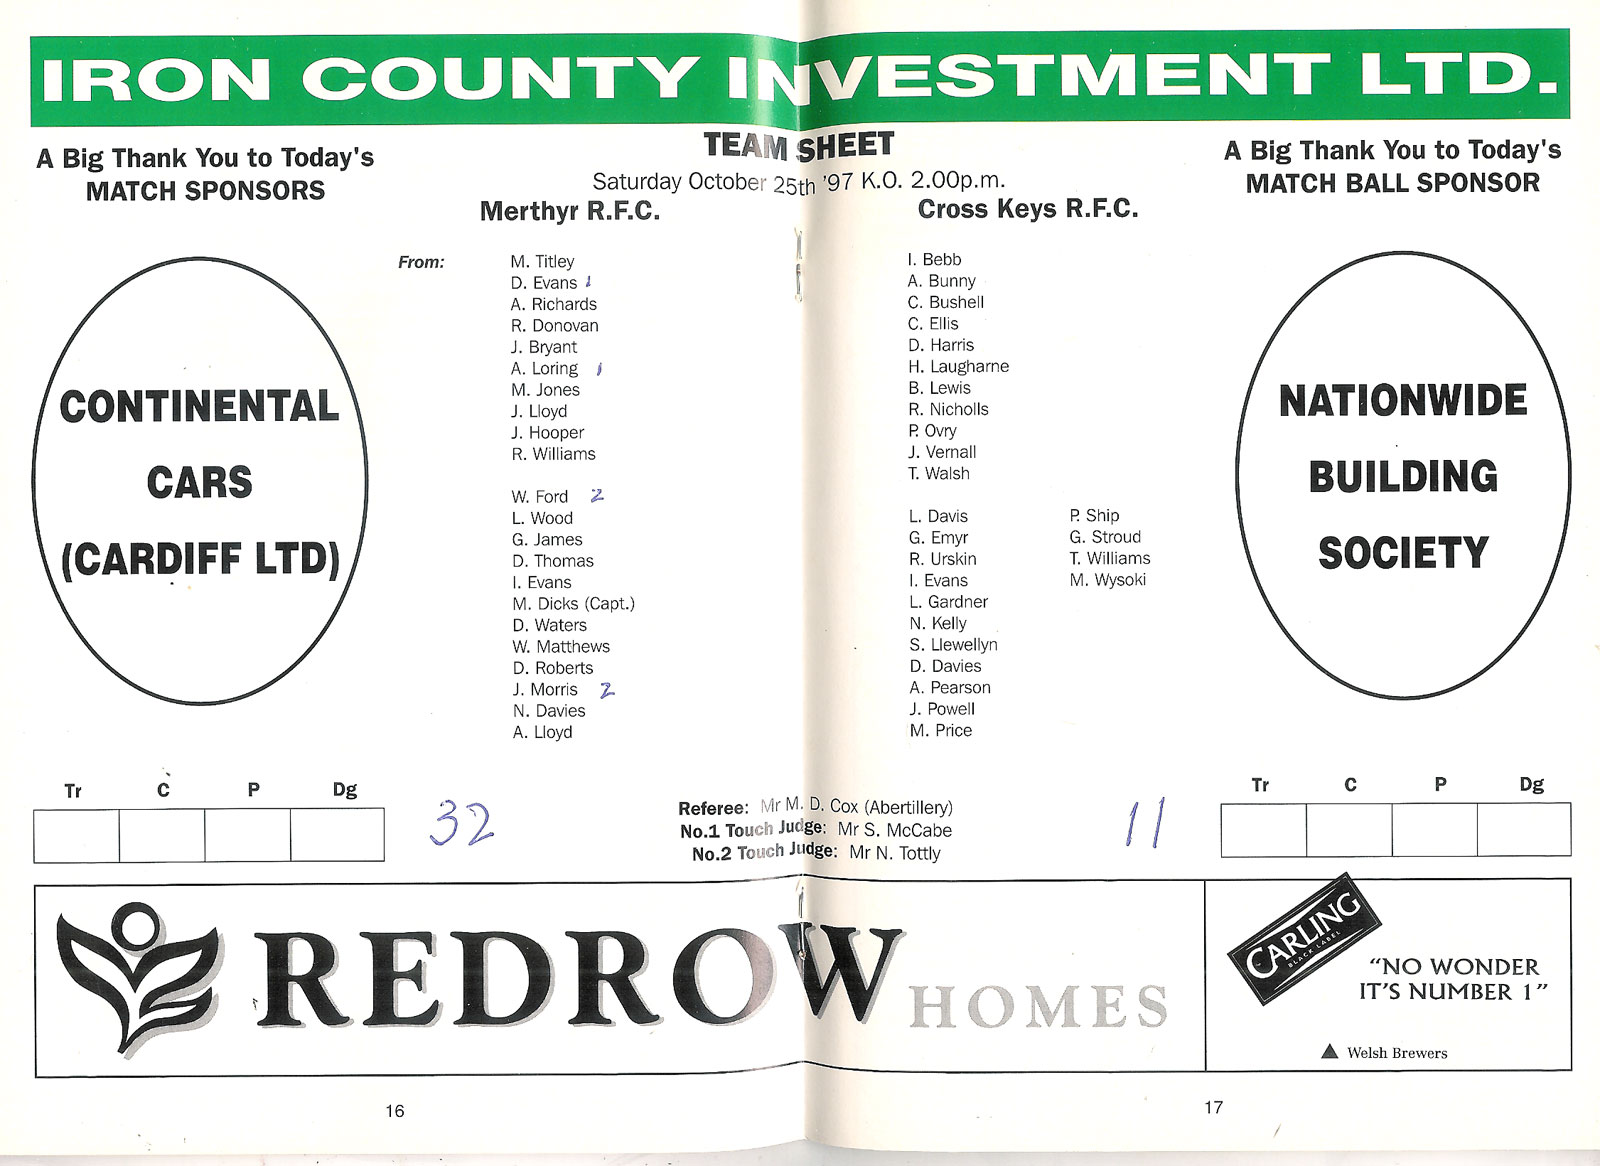 IRON COUNTY INVESTMENT LTD.
TEAM SHEET
Saturday October 25th '97 K.O. 2.00p.m.
A Big Thank You to Today's
MATCH SPONSORS
CONTINENTAL
CARS
(CARDIFF LTD)
Merthyr R.F.C.
From:
M. Titley
D. Evans 1
A. Richards
R. Donovan
J. Bryant
A. Loring 1
M. Jones
J. Lloyd
J. Hooper
R. Williams
W. Ford 2
L. Wood
G. James
D. Thomas
I. Evans
M. Dicks (Capt.)
D. Waters
W. Matthews
D. Roberts
J. Morris 2
N. Davies
A. Lloyd
Cross Keys R.F.C.
I. Bebb
A. Bunny
C. Bushell
C. Ellis
D. Harris
H. Laugharne
B. Lewis
R. Nicholls
P. Ovry
J. Vernall
T. Walsh
L. Davis
G. Emyr
R. Urskin
I. Evans
L. Gardner
N. Kelly
S. Llewellyn
D. Davies
A. Pearson
J. Powell
M. Price
P. Ship
G. Stroud
T. Williams
M. Wysoki
A Big Thank You to Today's
MATCH BALL SPONSOR
NATIONWIDE
BUILDING
SOCIETY
Tr C P Dg
32
Referee: Mr M. D. Cox (Abertillery)
No.1 Touch Judge: Mr S. McCabe
No.2 Touch Judge: Mr N. Tottly
11
Tr C P Dg
REDROW HOMES
CARLING
BLACK LABEL
"NO WONDER
IT'S NUMBER 1"
Welsh Brewers
16
17